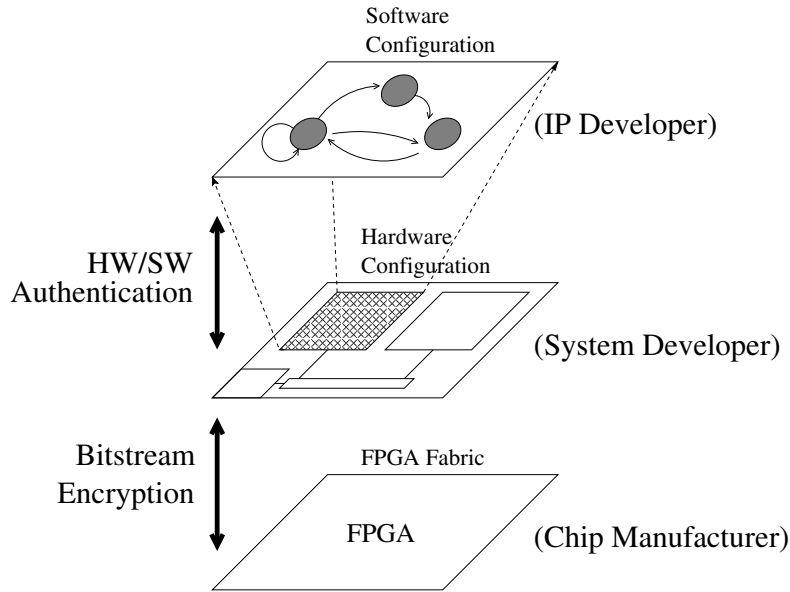 Software
Configuration
(IP Developer)
HW/SW
Authentication
Hardware
Configuration
(System Developer)
Bitstream
Encryption
FPGA Fabric
FPGA
(Chip Manufacturer)